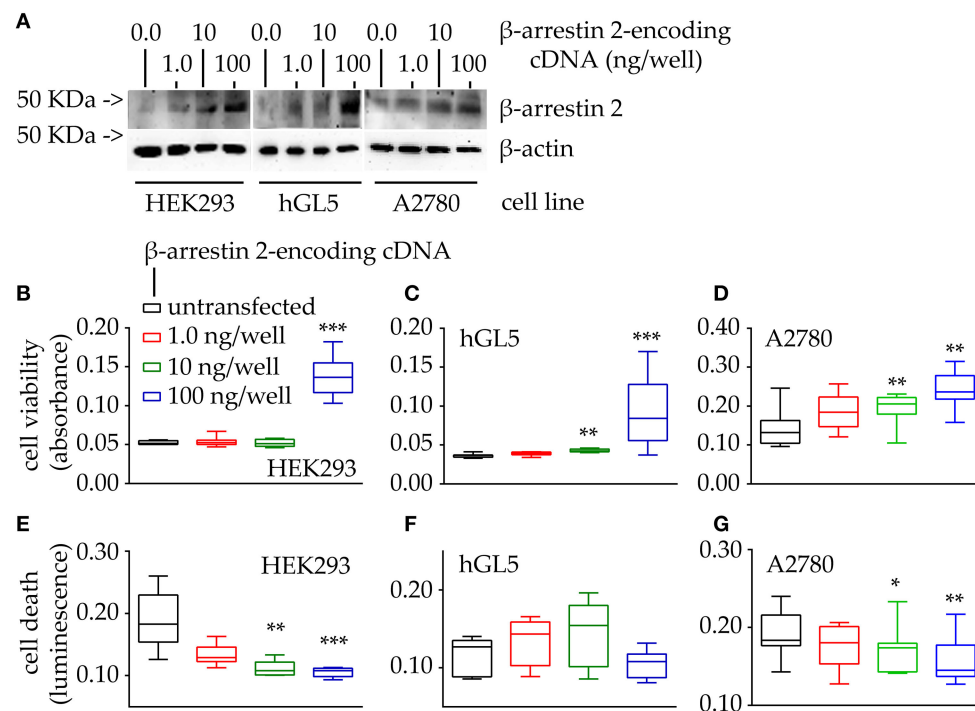 A
0.0 10 0.0 10 0.0 10 β-arrestin 2-encoding
1.0 100 1.0 100 1.0 100 cDNA (ng/well)
50 KDa -> β-arrestin 2
50 KDa -> β-actin
HEK293 hGL5 A2780 cell line
β-arrestin 2-encoding cDNA
B
untransfected
1.0 ng/well
10 ng/well
100 ng/well
***
HEK293
cell viability
(absorbance)
0.20
0.15
0.10
0.05
0.00
C
hGL5
**
***
0.20
0.15
0.10
0.05
0.00
D
A2780
**
**
0.40
0.30
0.20
0.10
0.00
E
HEK293
**
***
cell death
(luminescence)
0.30
0.20
0.10
F
hGL5
0.20
0.10
G
A2780
*
**
0.30
0.20
0.10